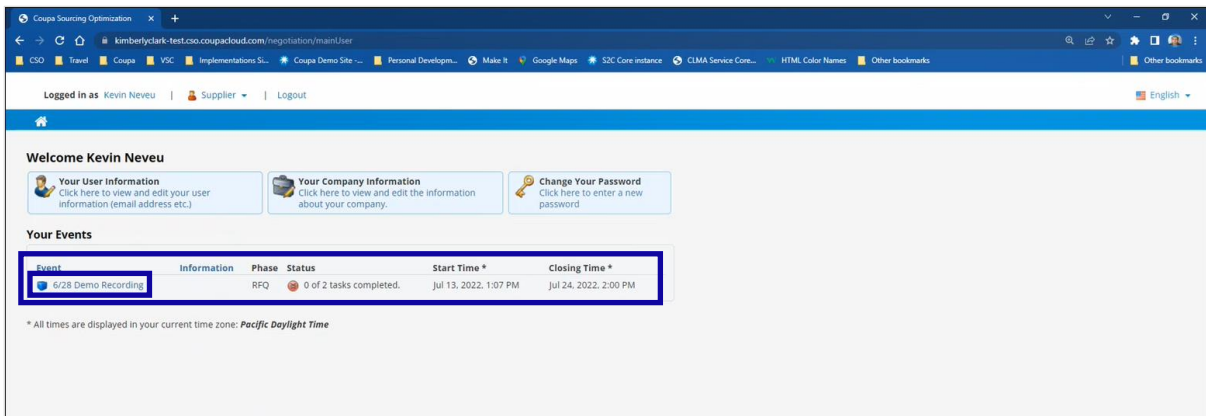 Coupa Sourcing Optimization
kimberlyclark-test.cso.coupacloud.com/negotiation/mainUser
CSO Travel Coupa VSC Implementations Si... Coupa Demo Site -... Personal Developm... Make It Google Maps S2C Core instance CLMA Service Core... HTML Color Names Other bookmarks Other bookmarks
Logged in as Kevin Neveu | Supplier | Logout English
Welcome Kevin Neveu
Your User Information
Click here to view and edit your user
information (email address etc.)
Your Company Information
Click here to view and edit the information
about your company.
Change Your Password
Click here to enter a new
password
Your Events
Event Information Phase Status Start Time * Closing Time *
6/28 Demo Recording RFQ 0 of 2 tasks completed. Jul 13, 2022, 1:07 PM Jul 24, 2022, 2:00 PM
* All times are displayed in your current time zone: Pacific Daylight Time